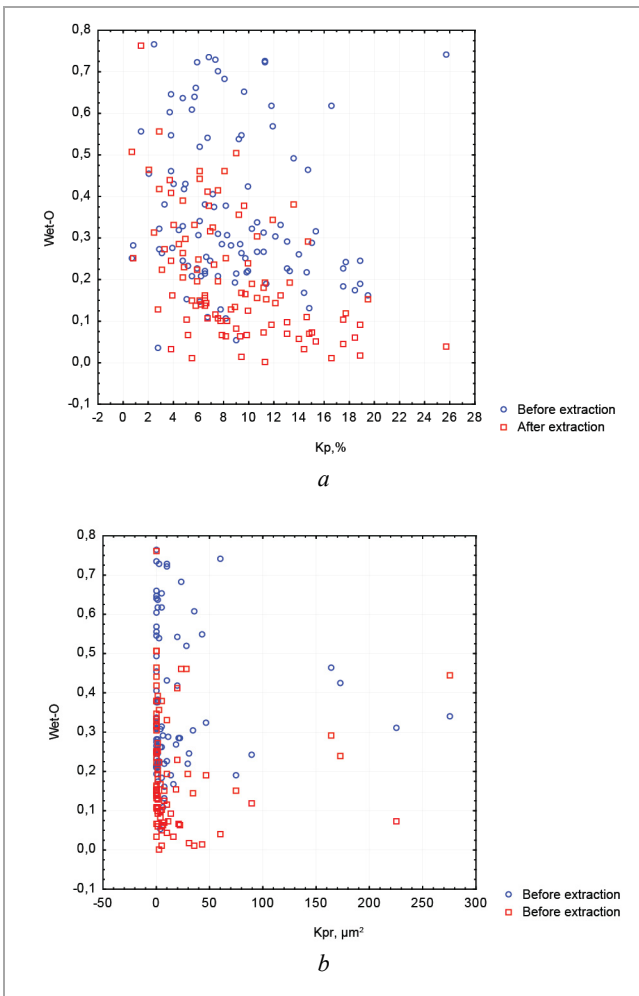 0,8
0,7
0,6
0,5
0,4
0,3
0,2
0,1
0,0
-0,1
Wet-O
-2 0 2 4 6 8 10 12 14 16 18 20 22 24 26 28
Kp,%
Before extraction
After extraction
a
0,8
0,7
0,6
0,5
0,4
0,3
0,2
0,1
0,0
-0,1
Wet-O
-50 0 50 100 150 200 250 300
Kpr, μm²
Before extraction
Before extraction
b